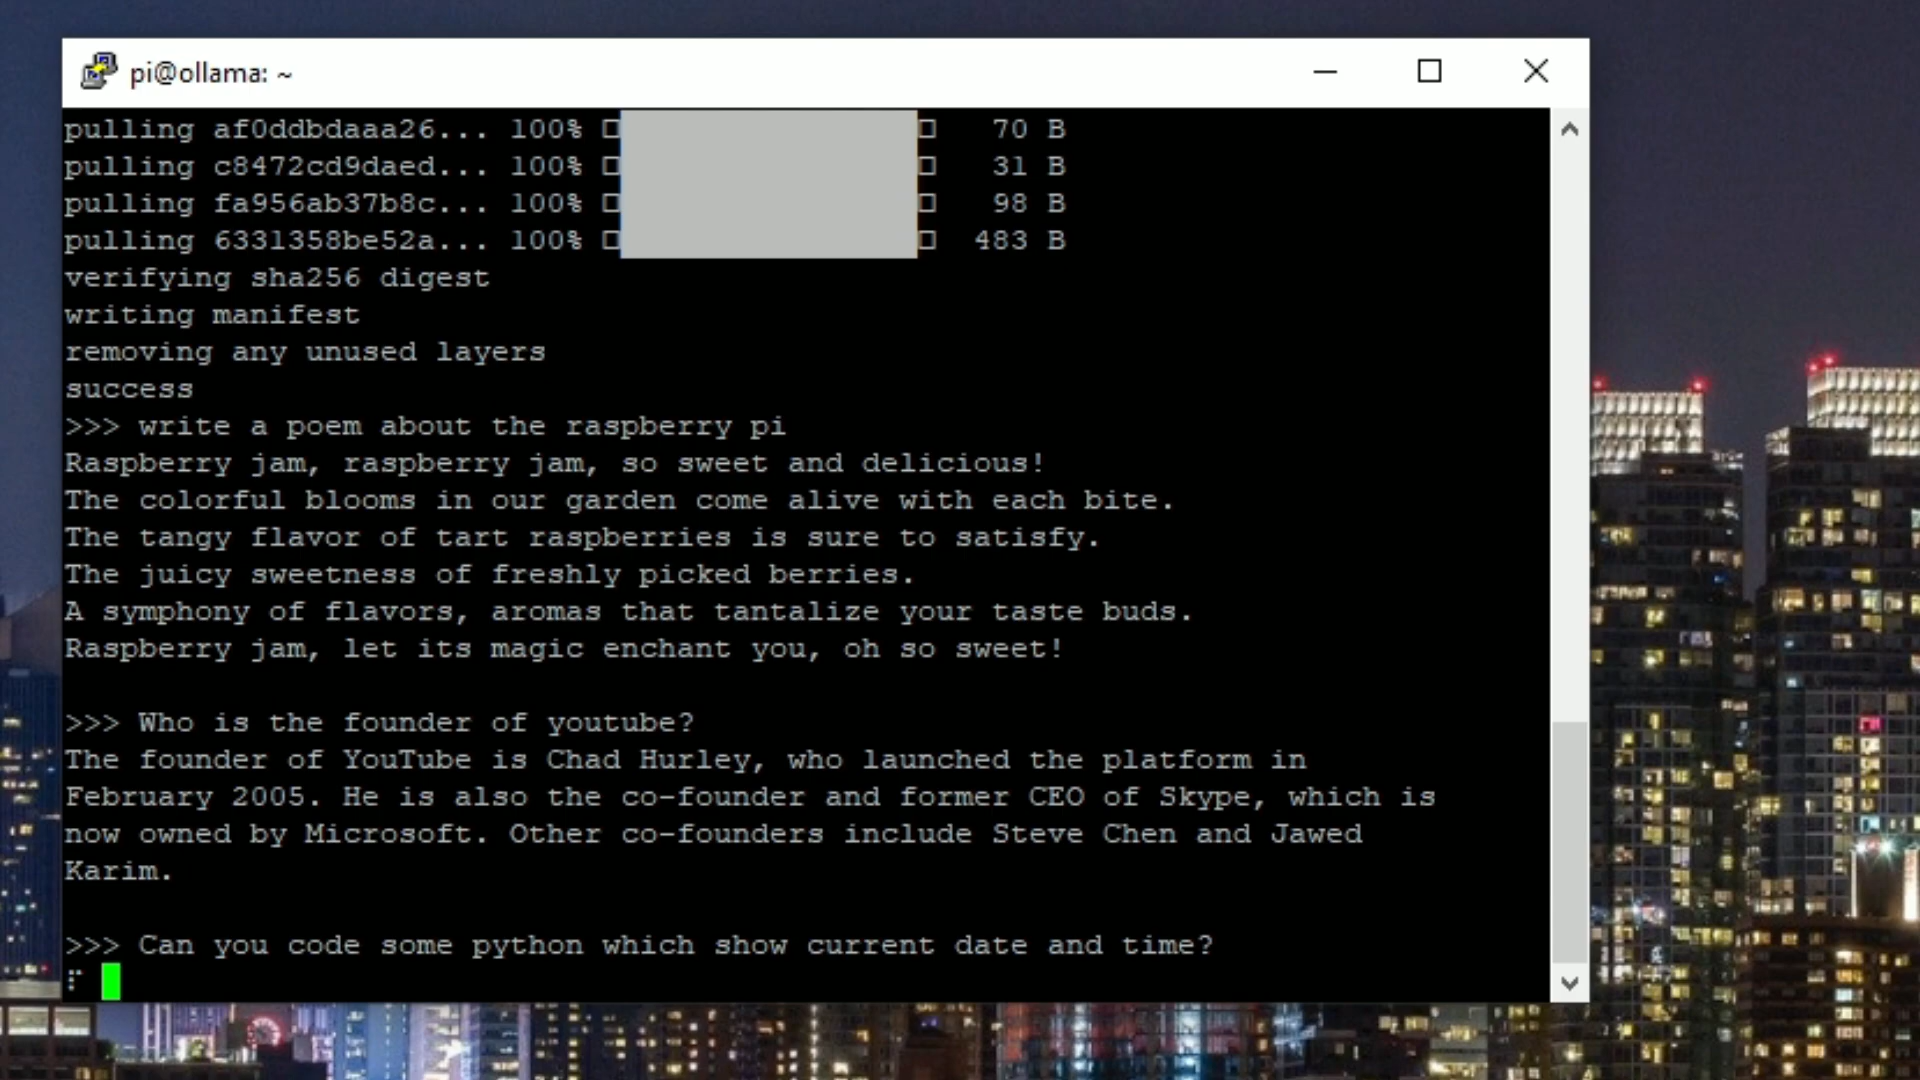 pi@ollama: ~
pulling af0ddbdaaa26... 100% 70 B
pulling c8472cd9daed... 100% 31 B
pulling fa956ab37b8c... 100% 98 B
pulling 6331358be52a... 100% 483 B
verifying sha256 digest
writing manifest
removing any unused layers
success
>>> write a poem about the raspberry pi
Raspberry jam, raspberry jam, so sweet and delicious!
The colorful blooms in our garden come alive with each bite.
The tangy flavor of tart raspberries is sure to satisfy.
The juicy sweetness of freshly picked berries.
A symphony of flavors, aromas that tantalize your taste buds.
Raspberry jam, let its magic enchant you, oh so sweet!
>>> Who is the founder of youtube?
The founder of YouTube is Chad Hurley, who launched the platform in
February 2005. He is also the co-founder and former CEO of Skype, which is
now owned by Microsoft. Other co-founders include Steve Chen and Jawed
Karim.
>>> Can you code some python which show current date and time?